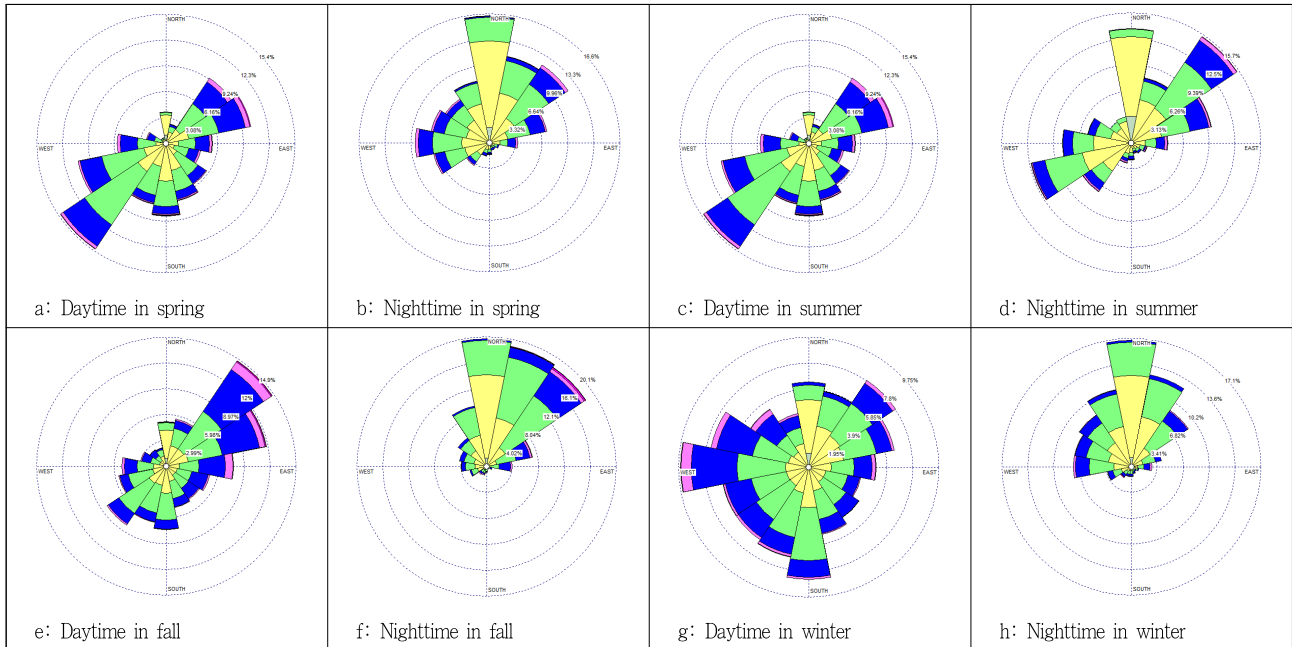 NORTH
15.4%
12.3%
9.24%
6.16%
3.08%
WEST
EAST
SOUTH
a: Daytime in spring
NORTH
16.6%
13.3%
9.96%
6.64%
3.32%
WEST
EAST
SOUTH
b: Nighttime in spring
NORTH
15.4%
12.3%
9.24%
6.16%
3.08%
WEST
EAST
SOUTH
c: Daytime in summer
NORTH
15.7%
12.5%
9.39%
6.26%
3.13%
WEST
EAST
SOUTH
d: Nighttime in summer
NORTH
14.9%
12%
8.97%
5.98%
2.99%
WEST
EAST
SOUTH
e: Daytime in fall
NORTH
20.1%
16.1%
12.1%
8.04%
4.02%
WEST
EAST
SOUTH
f: Nighttime in fall
NORTH
9.75%
7.8%
5.85%
3.9%
1.95%
WEST
EAST
SOUTH
g: Daytime in winter
NORTH
17.1%
13.6%
10.2%
6.82%
3.41%
WEST
EAST
SOUTH
h: Nighttime in winter